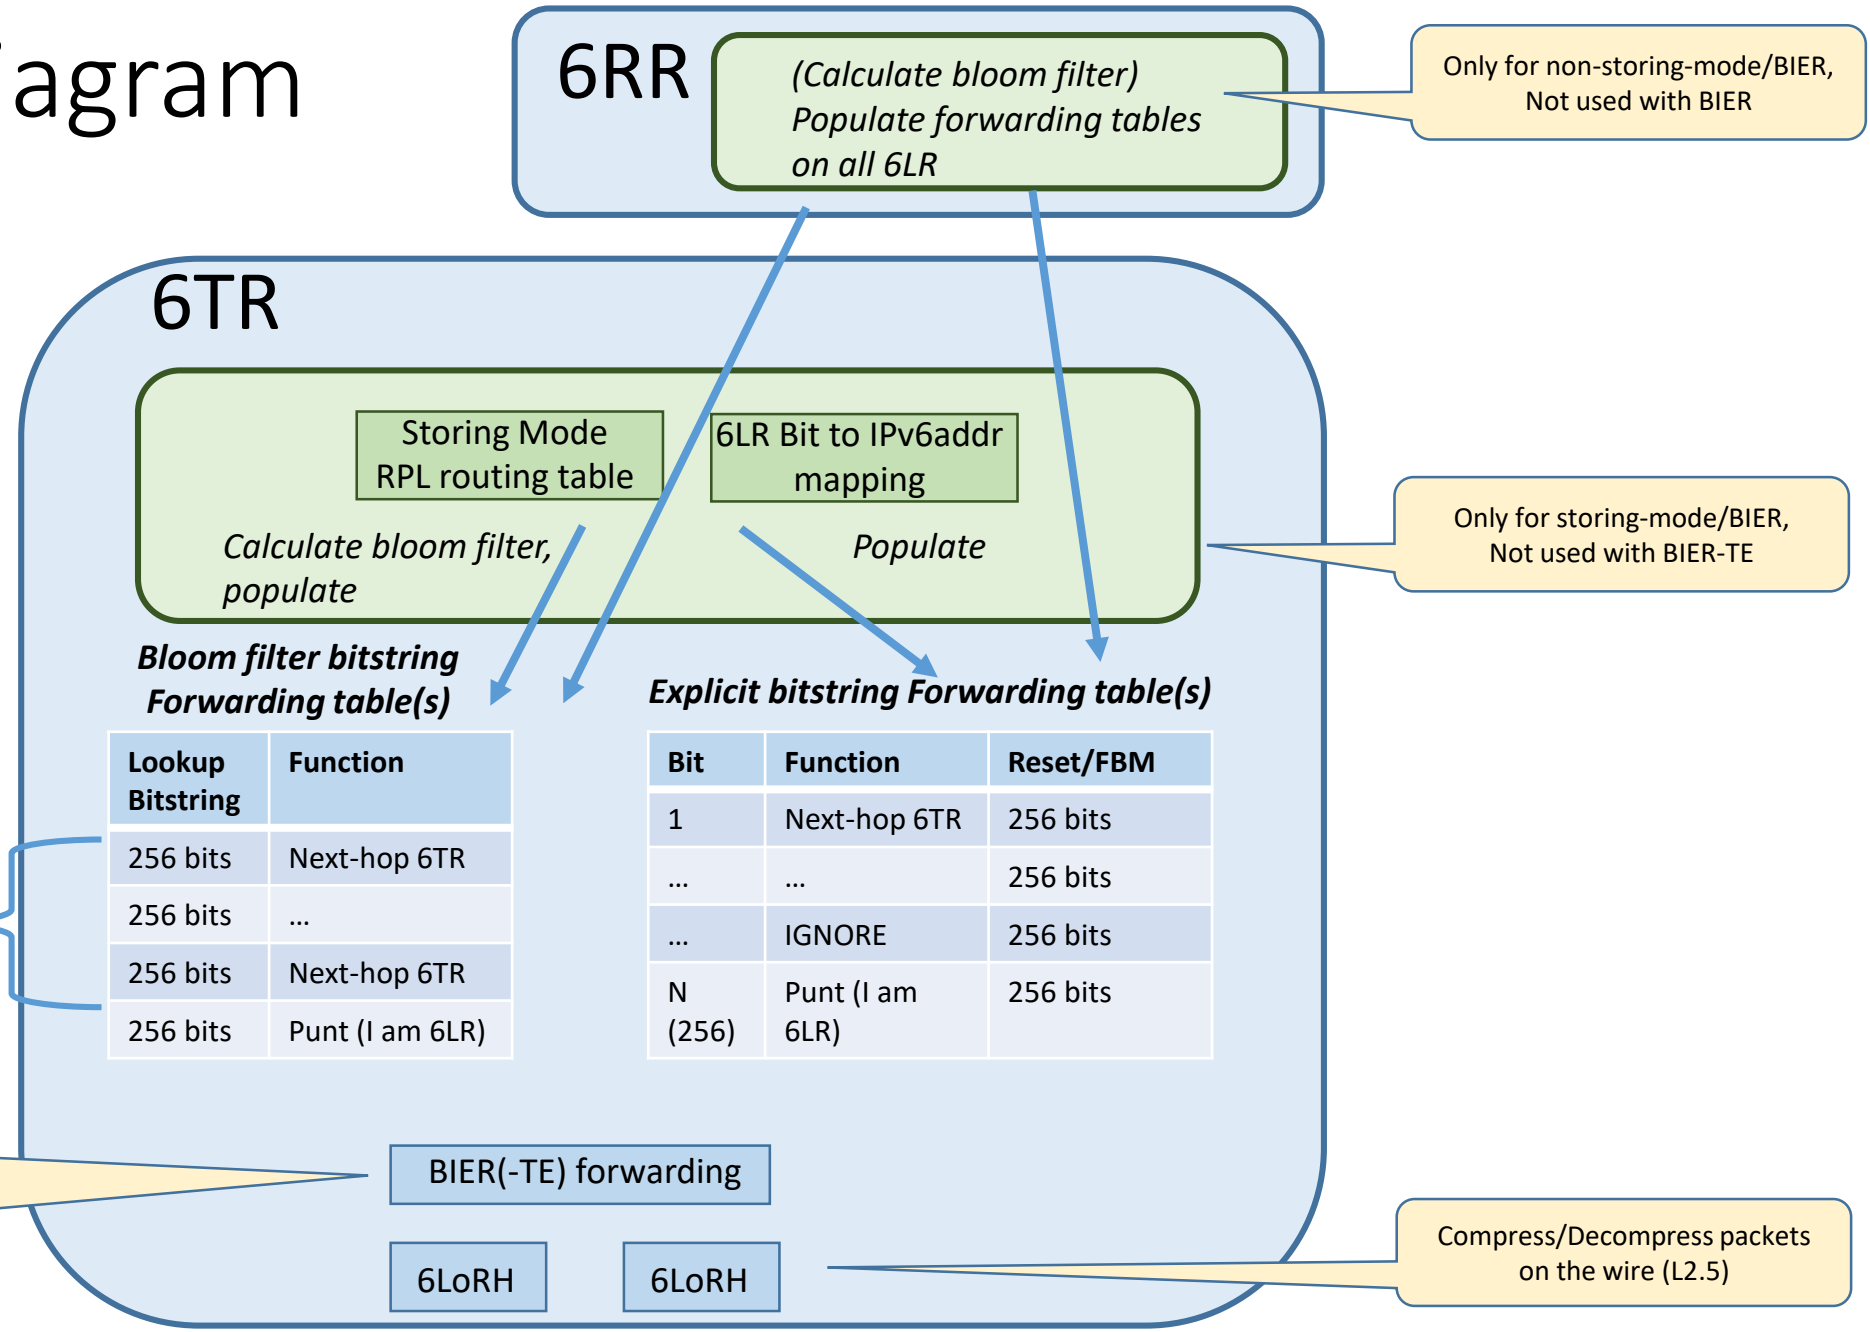 agram
6RR
(Calculate bloom filter)
Populate forwarding tables
on all 6LR
Only for non-storing-mode/BIER,
Not used with BIER
6TR
Storing Mode
RPL routing table
6LR Bit to IPv6addr
mapping
Calculate bloom filter,
populate
Populate
Only for storing-mode/BIER,
Not used with BIER-TE
Bloom filter bitstring
Forwarding table(s)
Explicit bitstring Forwarding table(s)
Lookup
Bitstring
Function
256 bits Next-hop 6TR
256 bits ...
256 bits Next-hop 6TR
256 bits Punt (I am 6LR)
Bit Function Reset/FBM
1 Next-hop 6TR 256 bits
... ... 256 bits
... IGNORE 256 bits
N
(256)
Punt (I am
6LR)
256 bits
BIER(-TE) forwarding
6LoRH
6LoRH
Compress/Decompress packets
on the wire (L2.5)